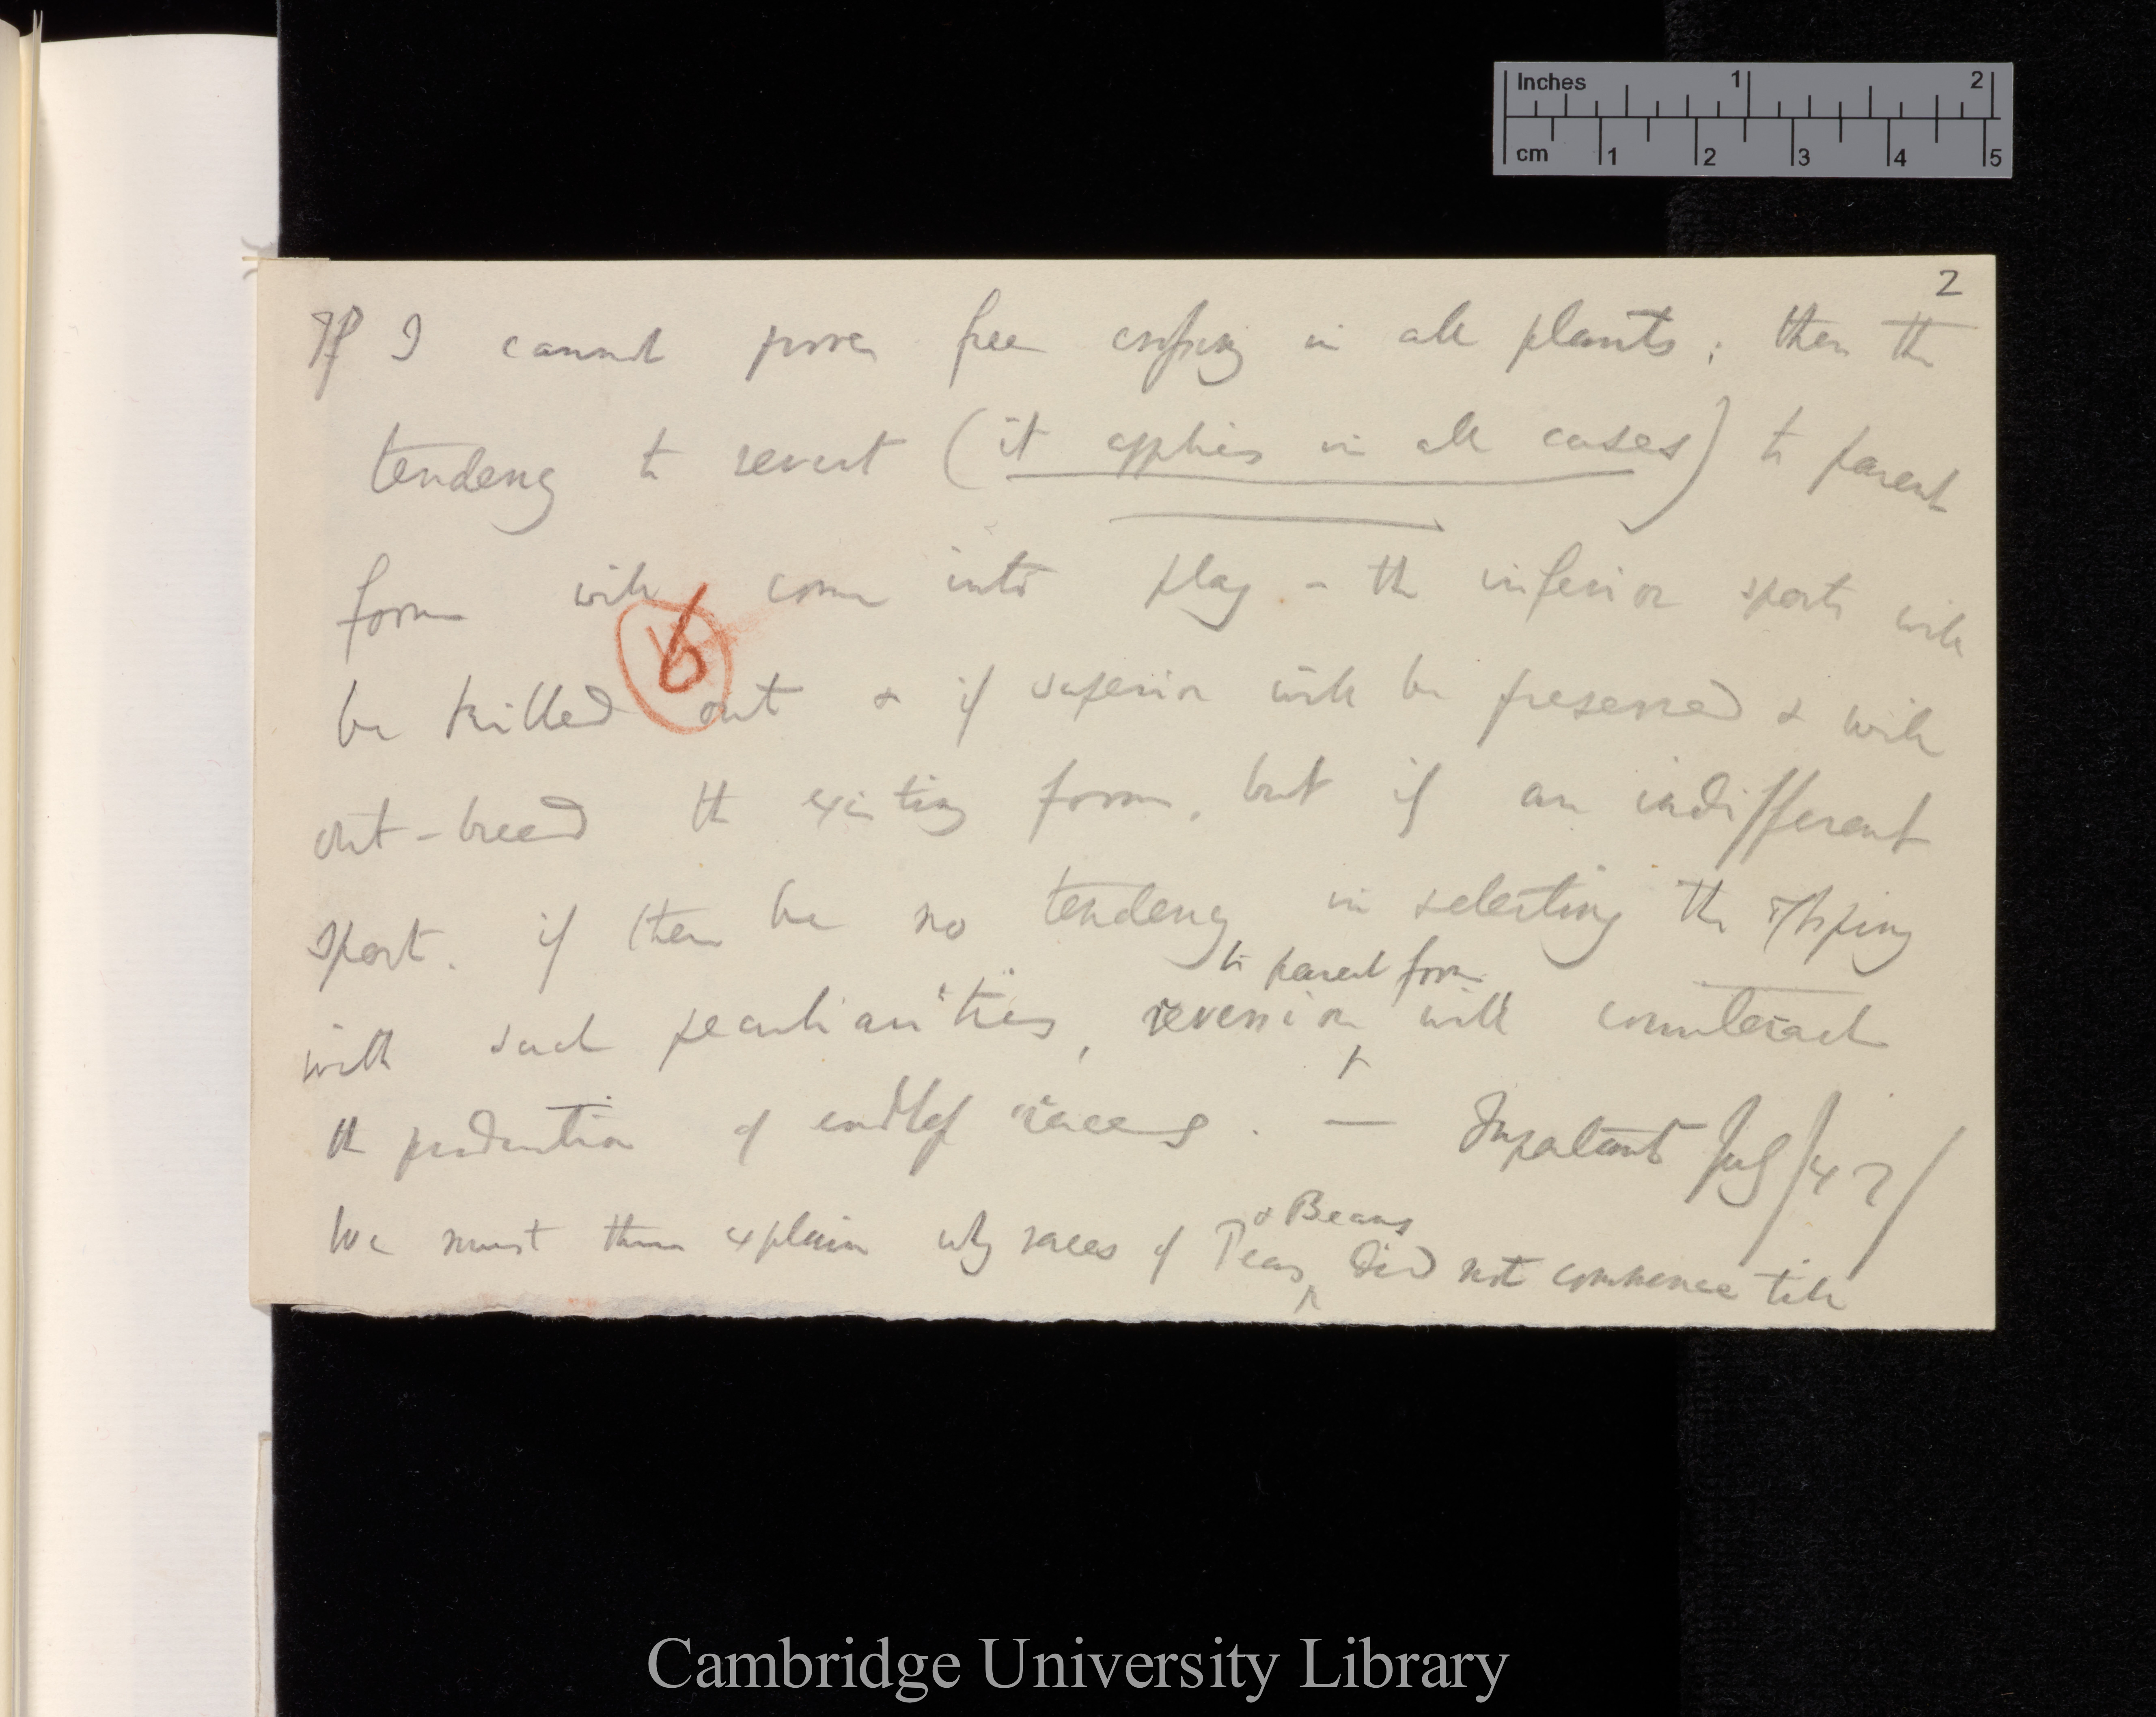 Inches 1 2
cm 1 2 3 4 5
2
If I cannot prove free crossing in all plants; then the
tendency to revert (it applies in all cases) to parent
form will come into play - the inferior sports will
6
be killed out & if superior will be preserved & will
out-breed the existing form, but if an indifferent
sport. if there be no tendency in selecting the offspring
to parent form
with such peculiarities, reversion will counteract
the production of endless races. — Important July/47/
& Beans
We must then explain why races of Peas did not commence till
Cambridge University Library